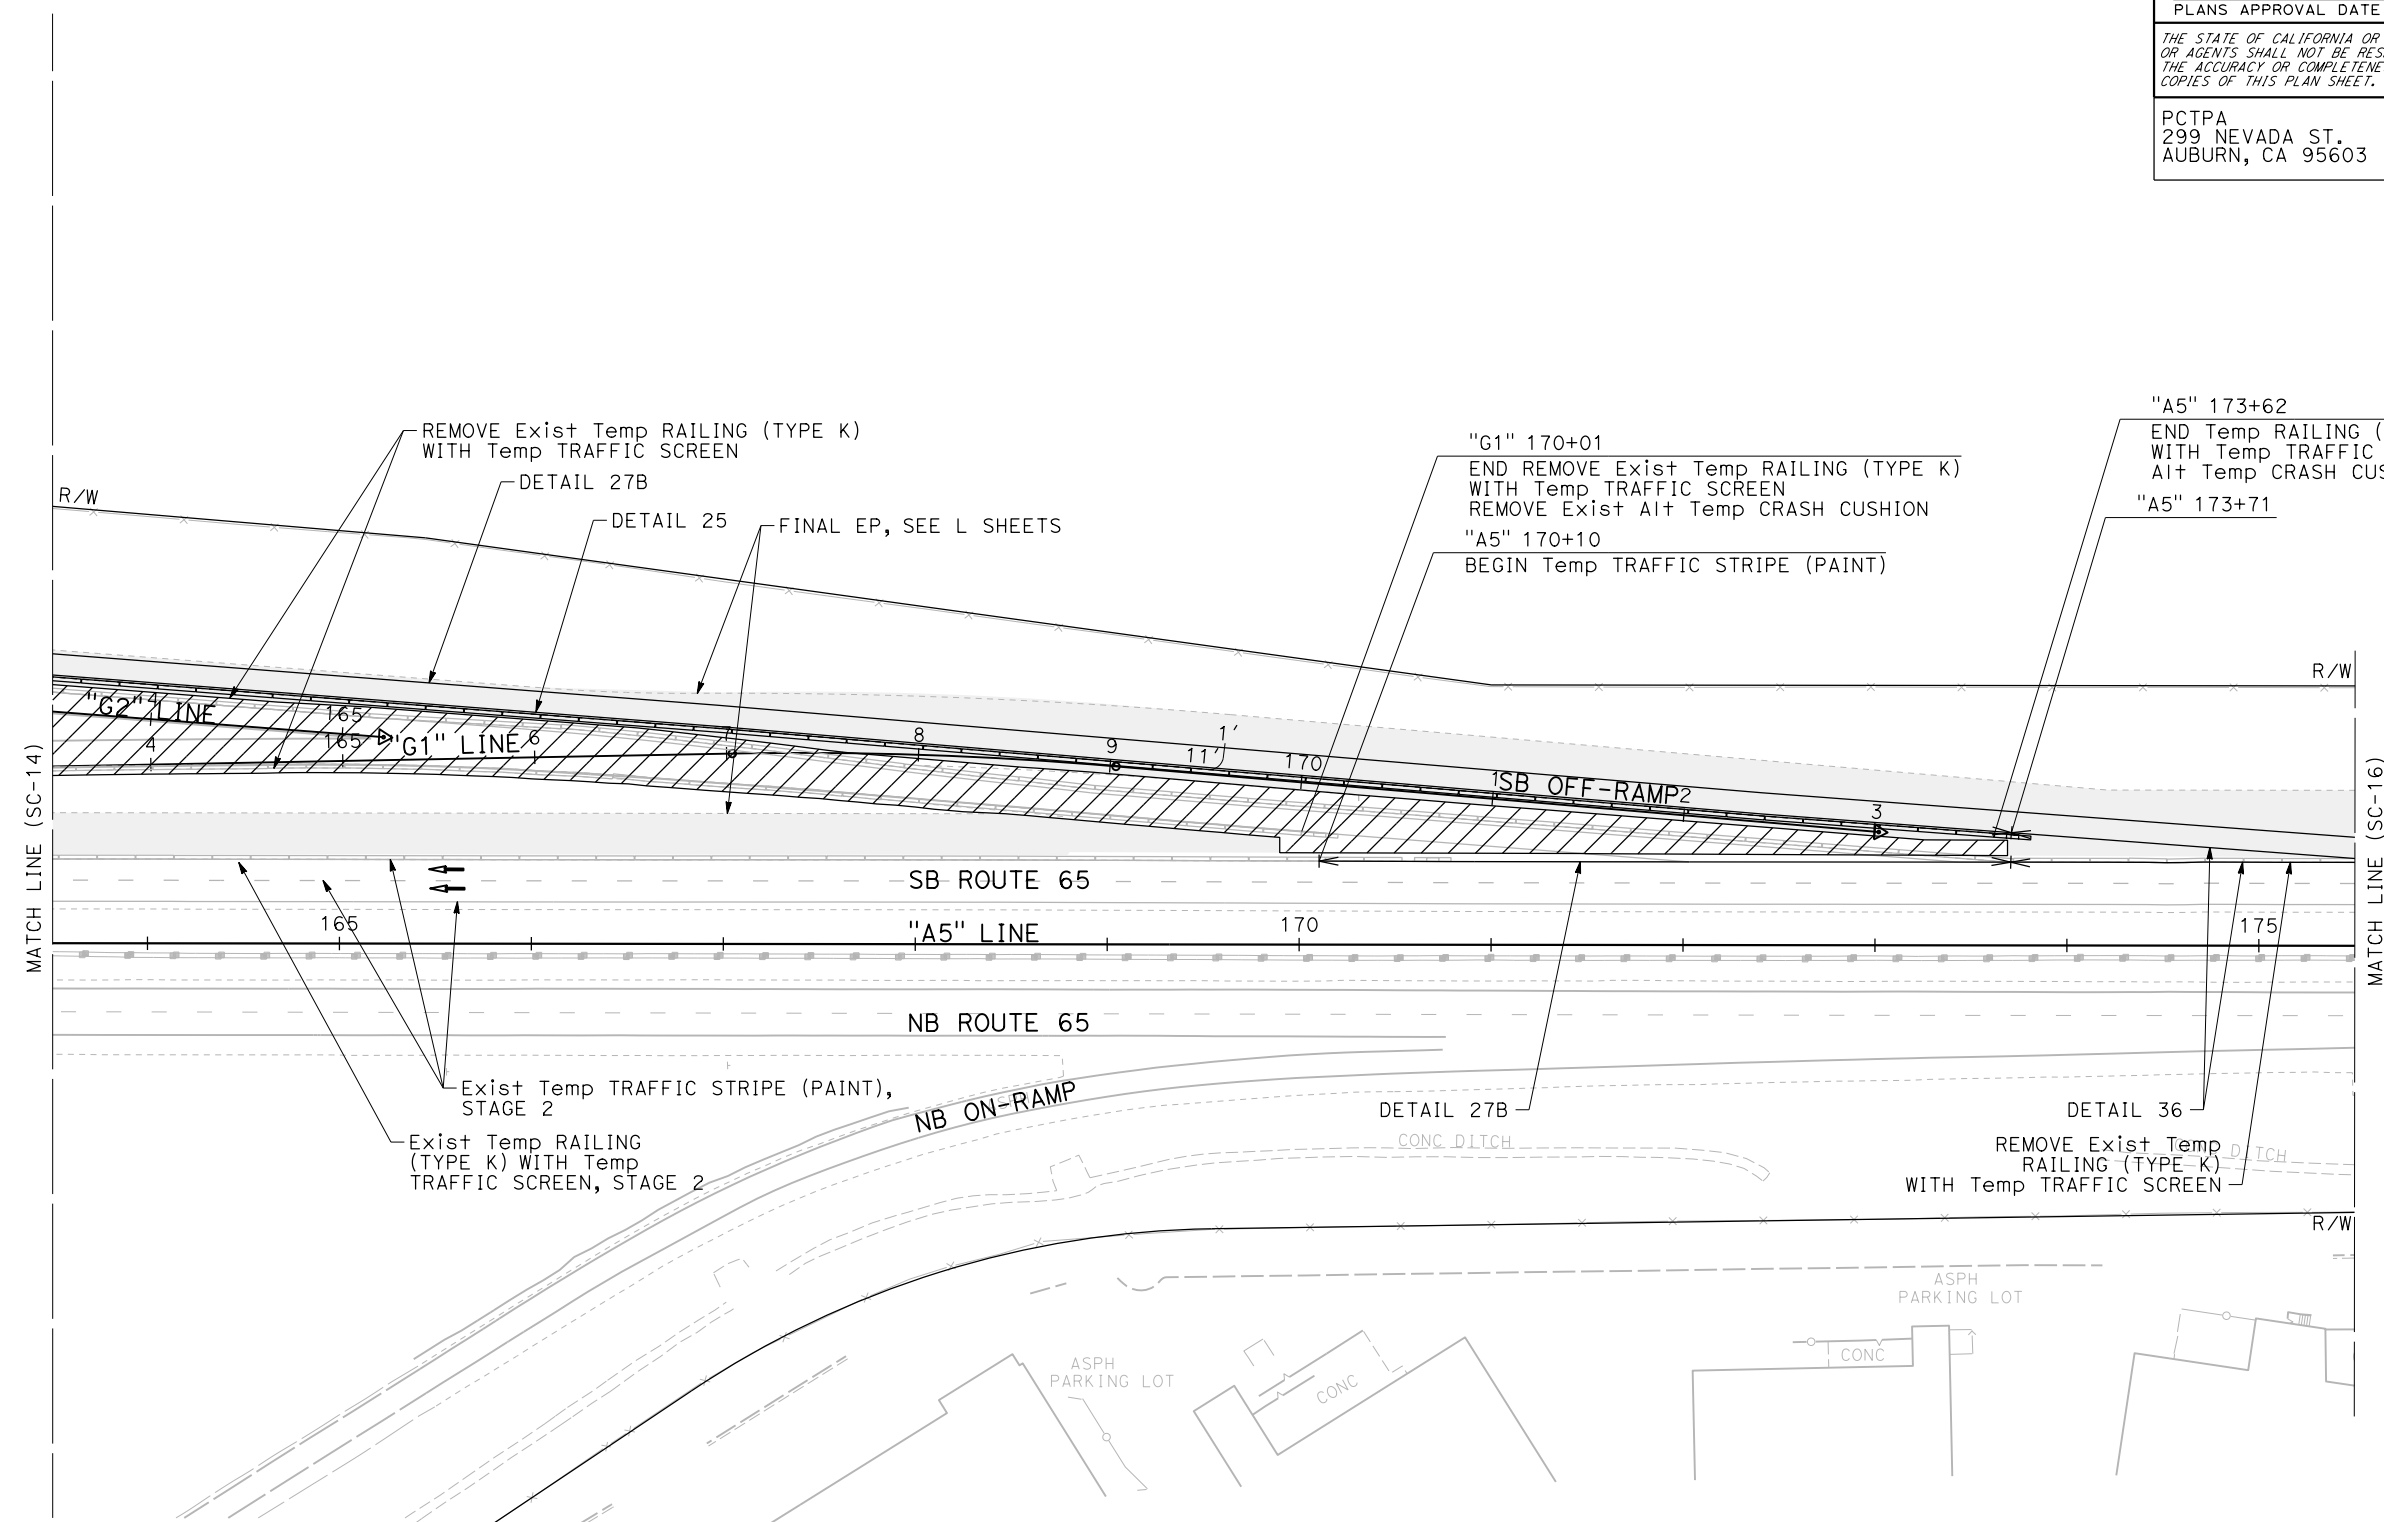 PLANS APPROVAL DATE
THE STATE OF CALIFORNIA OR
OR AGENTS SHALL NOT BE
THE ACCURACY OR
COPIES OF THIS PLAN SHEET.
PCTPA
299 NEVADA ST.
AUBURN, CA 95603
"A5" 173+62
END Temp RAILING (
WITH Temp TRAFFIC
Alt Temp CRASH
"A5" 173+71
"G1" 170+01
END REMOVE Exist Temp RAILING (TYPE K)
WITH Temp TRAFFIC SCREEN
REMOVE Exist Alt Temp CRASH CUSHION
"A5" 170+10
BEGIN Temp TRAFFIC STRIPE (PAINT)
REMOVE Exist Temp RAILING (TYPE K)
WITH Temp TRAFFIC SCREEN
DETAIL 27B
DETAIL 25
FINAL EP, SEE L SHEETS
R/W
R/W
"G2" LINE
4
165
4
165
"G1" LINE
6
7
8
9
11'
1'
170
1
SB OFF-RAMP
2
3
MATCH LINE (SC-14)
MATCH LINE (SC-16)
SB ROUTE 65
165
"A5" LINE
170
175
NB ROUTE 65
NB ON-RAMP
Exist Temp TRAFFIC STRIPE (PAINT),
STAGE 2
Exist Temp RAILING
(TYPE K) WITH Temp
TRAFFIC SCREEN, STAGE 2
DETAIL 27B
DETAIL 36
REMOVE Exist Temp
RAILING (TYPE K)
WITH Temp TRAFFIC SCREEN
CONC DITCH
DITCH
R/W
ASPH
PARKING LOT
ASPH
PARKING LOT
CONC
CONC